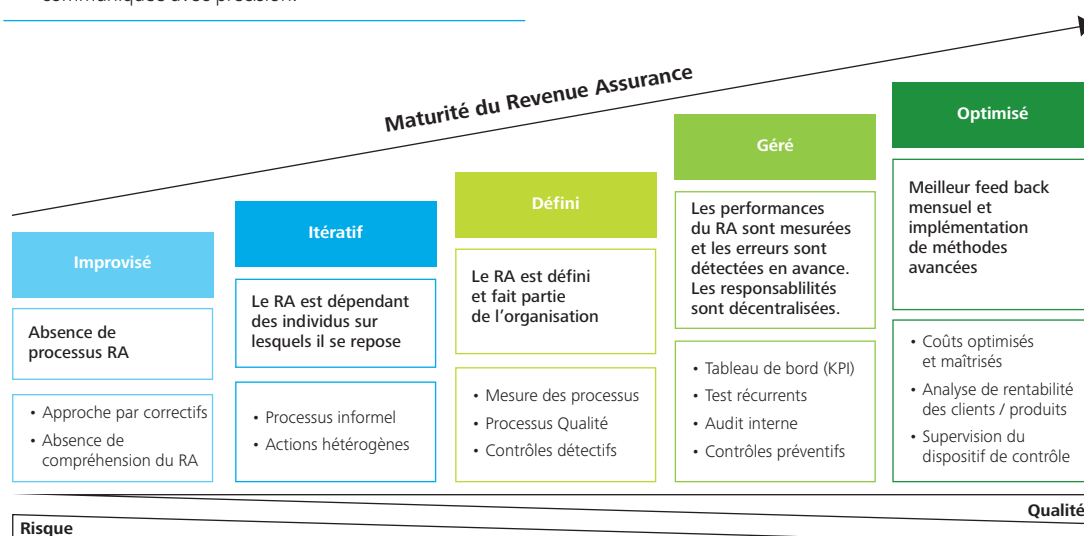 communiquées avec précision.
Maturité du Revenue Assurance
Improvisé
Absence de
processus RA
• Approche par correctifs
• Absence de
compréhension du RA
Itératif
Le RA est dépendant
des individus sur
lesquels il se repose
• Processus informel
• Actions hétérogènes
Défini
Le RA est défini
et fait partie
de l'organisation
• Mesure des processus
• Processus Qualité
• Contrôles détectifs
Géré
Les performances
du RA sont mesurées
et les erreurs sont
détectées en avance.
Les responsablilités
sont décentralisées.
• Tableau de bord (KPI)
• Test récurrents
• Audit interne
• Contrôles préventifs
Optimisé
Meilleur feed back
mensuel et
implémentation
de méthodes
avancées
• Coûts optimisés
et maîtrisés
• Analyse de rentabilité
des clients / produits
• Supervision du
dispositif de contrôle
Qualité
Risque